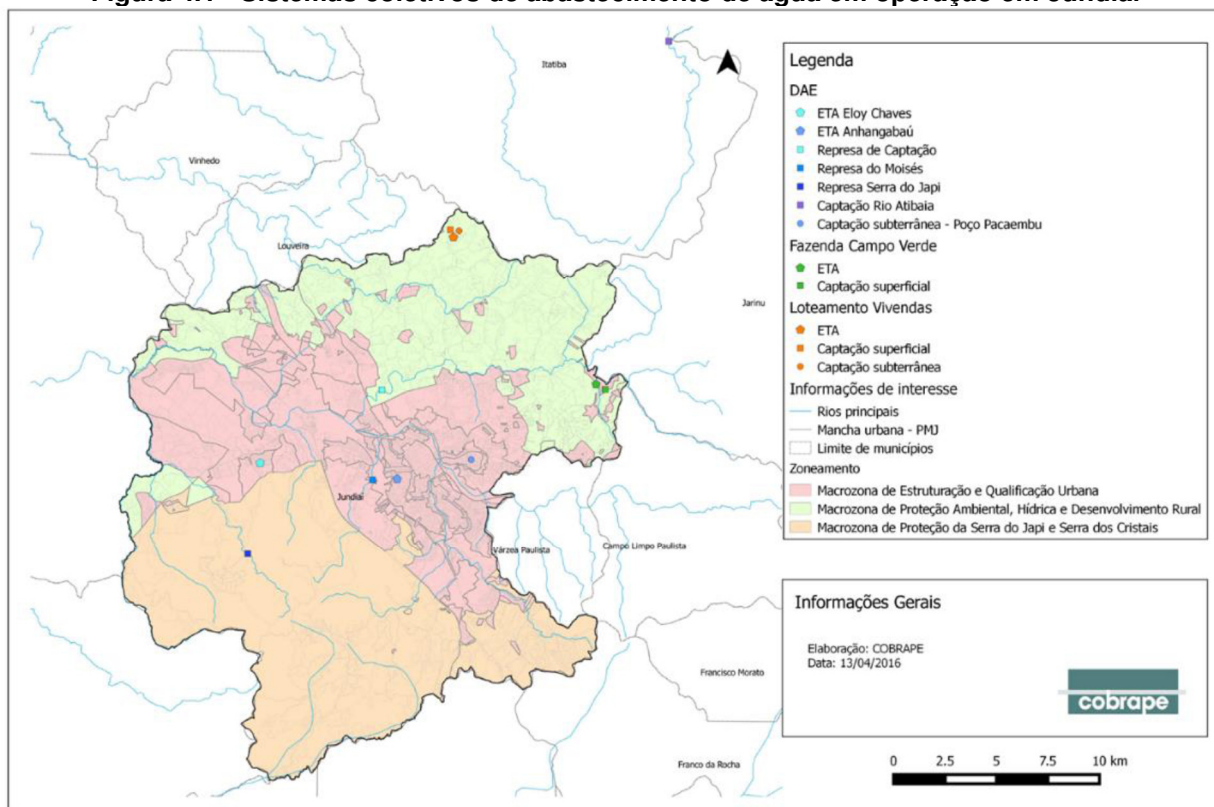 Itatiba
Vinhedo
Louveira
Jarinu
Jundiaí
Várzea Paulista
Campo Limpo Paulista
Francisco Morato
Franco da Rocha
Legenda
DAE
ETA Eloy Chaves
ETA Anhangabaú
Represa de Captação
Represa do Moisés
Represa Serra do Japi
Captação Rio Atibaia
Captação subterrânea - Poço Pacaembu
Fazenda Campo Verde
ETA
Captação superficial
Loteamento Vivendas
ETA
Captação superficial
Captação subterrânea
Informações de interesse
Rios principais
Mancha urbana - PMJ
Limite de municípios
Zoneamento
Macrozona de Estruturação e Qualificação Urbana
Macrozona de Proteção Ambiental, Hídrica e Desenvolvimento Rural
Macrozona de Proteção da Serra do Japi e Serra dos Cristais
Informações Gerais
Elaboração: COBRAPE
Data: 13/04/2016
cobrape
0 2.5 5 7.5 10 km